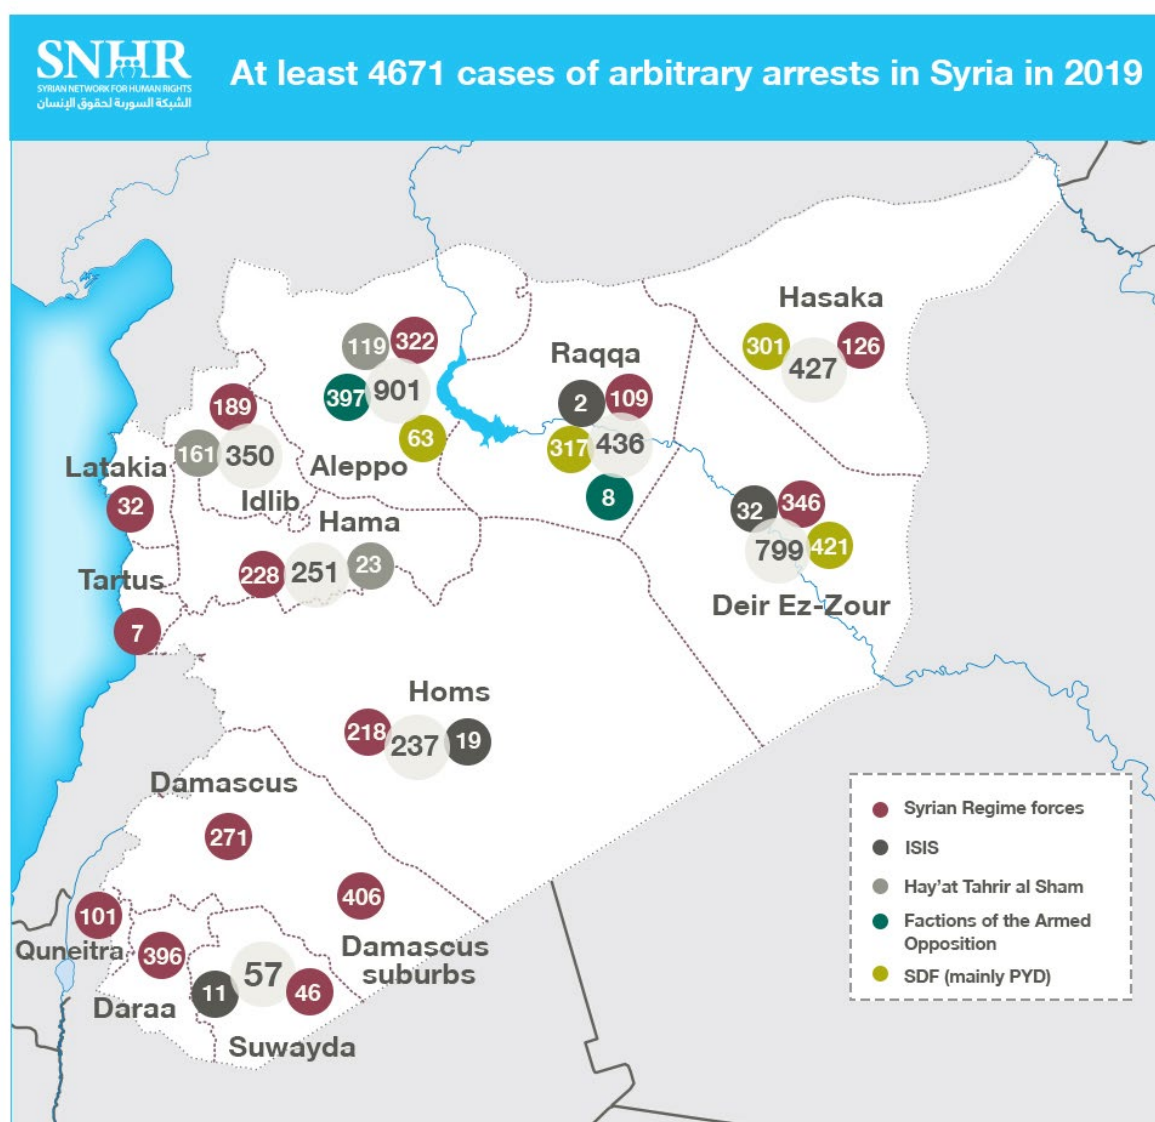 SNHR
SYRIAN NETWORK FOR HUMAN RIGHTS
الشبكة السورية لحقوق الإنسان
At least 4671 cases of arbitrary arrests in Syria in 2019
Hasaka
301
126
427
119
322
397
901
63
Aleppo
Raqqa
2
109
317
436
8
189
161
350
Idlib
Latakia
32
Hama
228
251
23
32
346
799
421
Deir Ez-Zour
Tartus
7
Homs
218
237
19
Damascus
271
406
Damascus
suburbs
101
Quneitra
396
Daraa
57
11
46
Suwayda
Syrian Regime forces
ISIS
Hay’at Tahrir al Sham
Factions of the Armed
Opposition
SDF (mainly PYD)